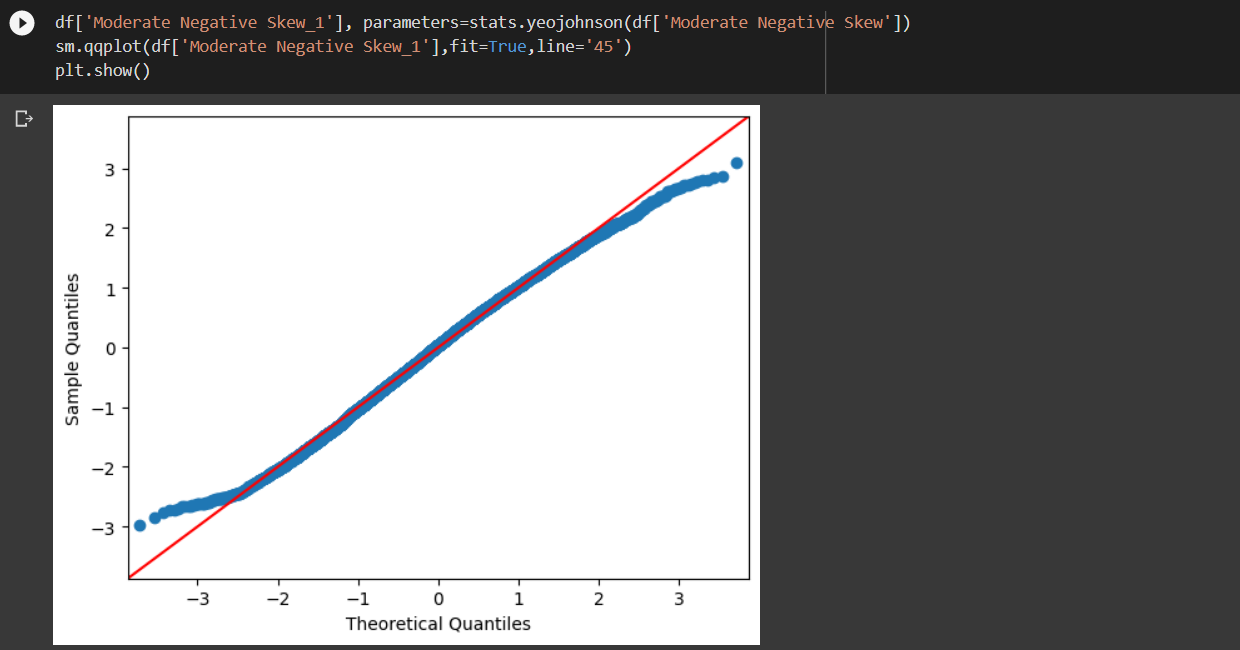 df['Moderate Negative Skew_1'], parameters=stats.yeojohnson(df['Moderate Negative Skew'])
sm.qqplot(df['Moderate Negative Skew_1'],fit=True,line='45')
plt.show()
3
2
1
0
−1
−2
−3
Sample Quantiles
−3 −2 −1 0 1 2 3
Theoretical Quantiles